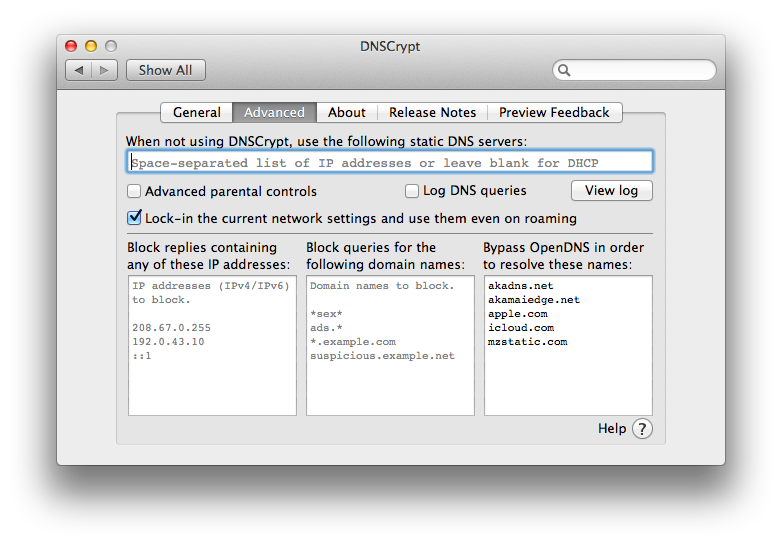 DNSCrypt
Show All
General Advanced About Release Notes Preview Feedback
When not using DNSCrypt, use the following static DNS servers:
Space-separated list of IP addresses or leave blank for DHCP
Advanced parental controls
Log DNS queries
View log
Lock-in the current network settings and use them even on roaming
Block replies containing
any of these IP addresses:
IP addresses (IPv4/IPv6)
to block.
208.67.0.255
192.0.43.10
::1
Block queries for the
following domain names:
Domain names to block.
*sex*
ads.*
*.example.com
suspicious.example.net
Bypass OpenDNS in order
to resolve these names:
akadns.net
akamaiedge.net
apple.com
icloud.com
mzstatic.com
Help ?